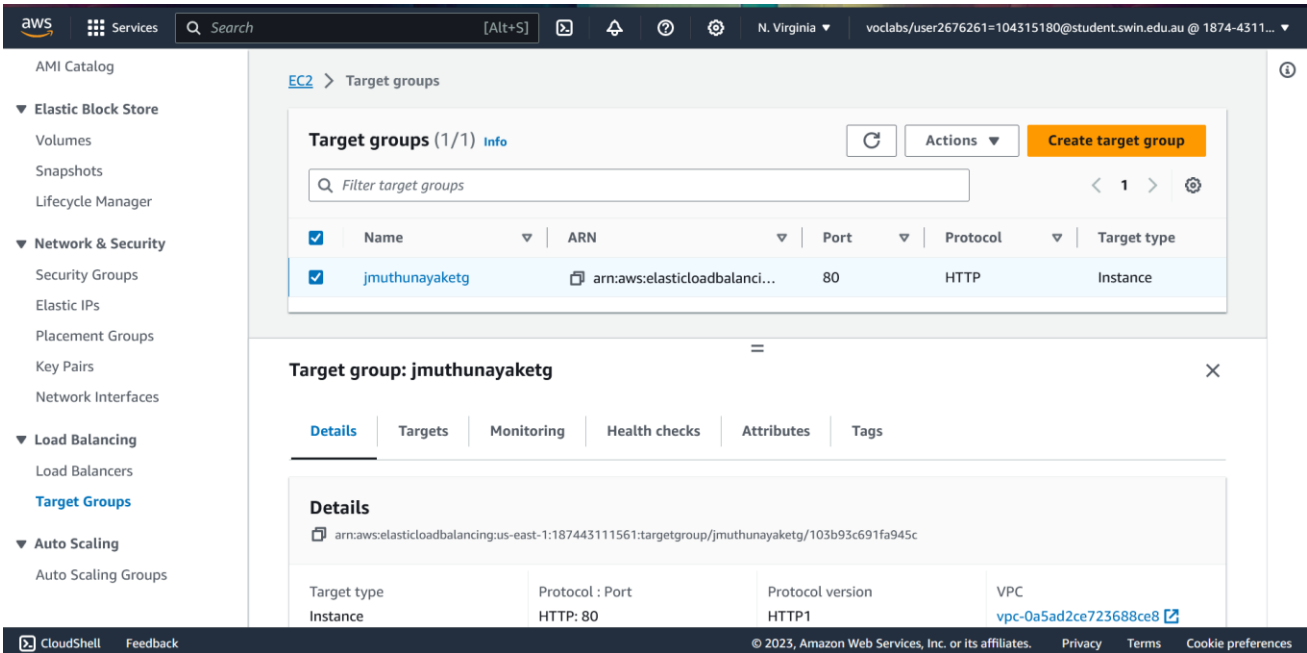 aws Services Search [Alt+S] N. Virginia voclabs/user2676261=104315180@student.swin.edu.au @ 1874-4311...
AMI Catalog
Elastic Block Store
Volumes
Snapshots
Lifecycle Manager
Network & Security
Security Groups
Elastic IPs
Placement Groups
Key Pairs
Network Interfaces
Load Balancing
Load Balancers
Target Groups
Auto Scaling
Auto Scaling Groups
EC2 > Target groups
Target groups (1/1) Info Actions Create target group
Filter target groups 1
Name ARN Port Protocol Target type
jmuthunayaketg arn:aws:elasticloadbalanci... 80 HTTP Instance
Target group: jmuthunayaketg
Details Targets Monitoring Health checks Attributes Tags
Details
arn:aws:elasticloadbalancing:us-east-1:187443111561:targetgroup/jmuthunayaketg/103b93c691fa945c
Target type Protocol : Port Protocol version VPC
Instance HTTP: 80 HTTP1 vpc-0a5ad2ce723688ce8
CloudShell Feedback © 2023, Amazon Web Services, Inc. or its affiliates. Privacy Terms Cookie preferences